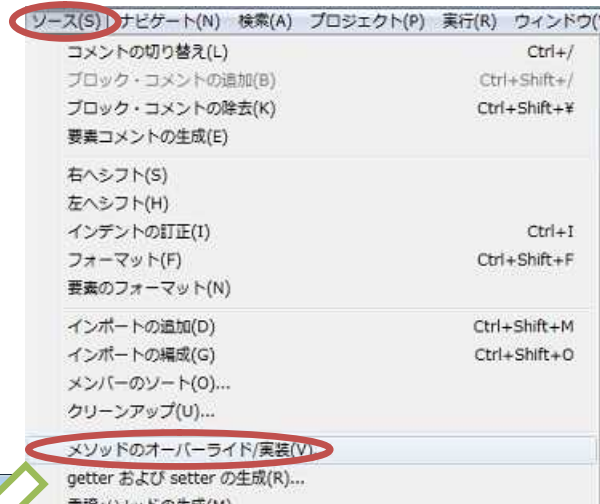 ソース(S) ナビゲート(N) 検索(A) プロジェクト(P) 実行(R) ウィンドウ(
コメントの切り替え(L) Ctrl+/
ブロック・コメントの追加(B) Ctrl+Shift+/
ブロック・コメントの除去(K) Ctrl+Shift+¥
要素コメントの生成(E)
右へシフト(S)
左へシフト(H)
インデントの訂正(I) Ctrl+I
フォーマット(F) Ctrl+Shift+F
要素のフォーマット(N)
インポートの追加(D) Ctrl+Shift+M
インポートの編成(G) Ctrl+Shift+O
メンバーのソート(O)...
クリーンアップ(U)...
メソッドのオーバーライド/実装(V)...
getter および setter の生成(R)...